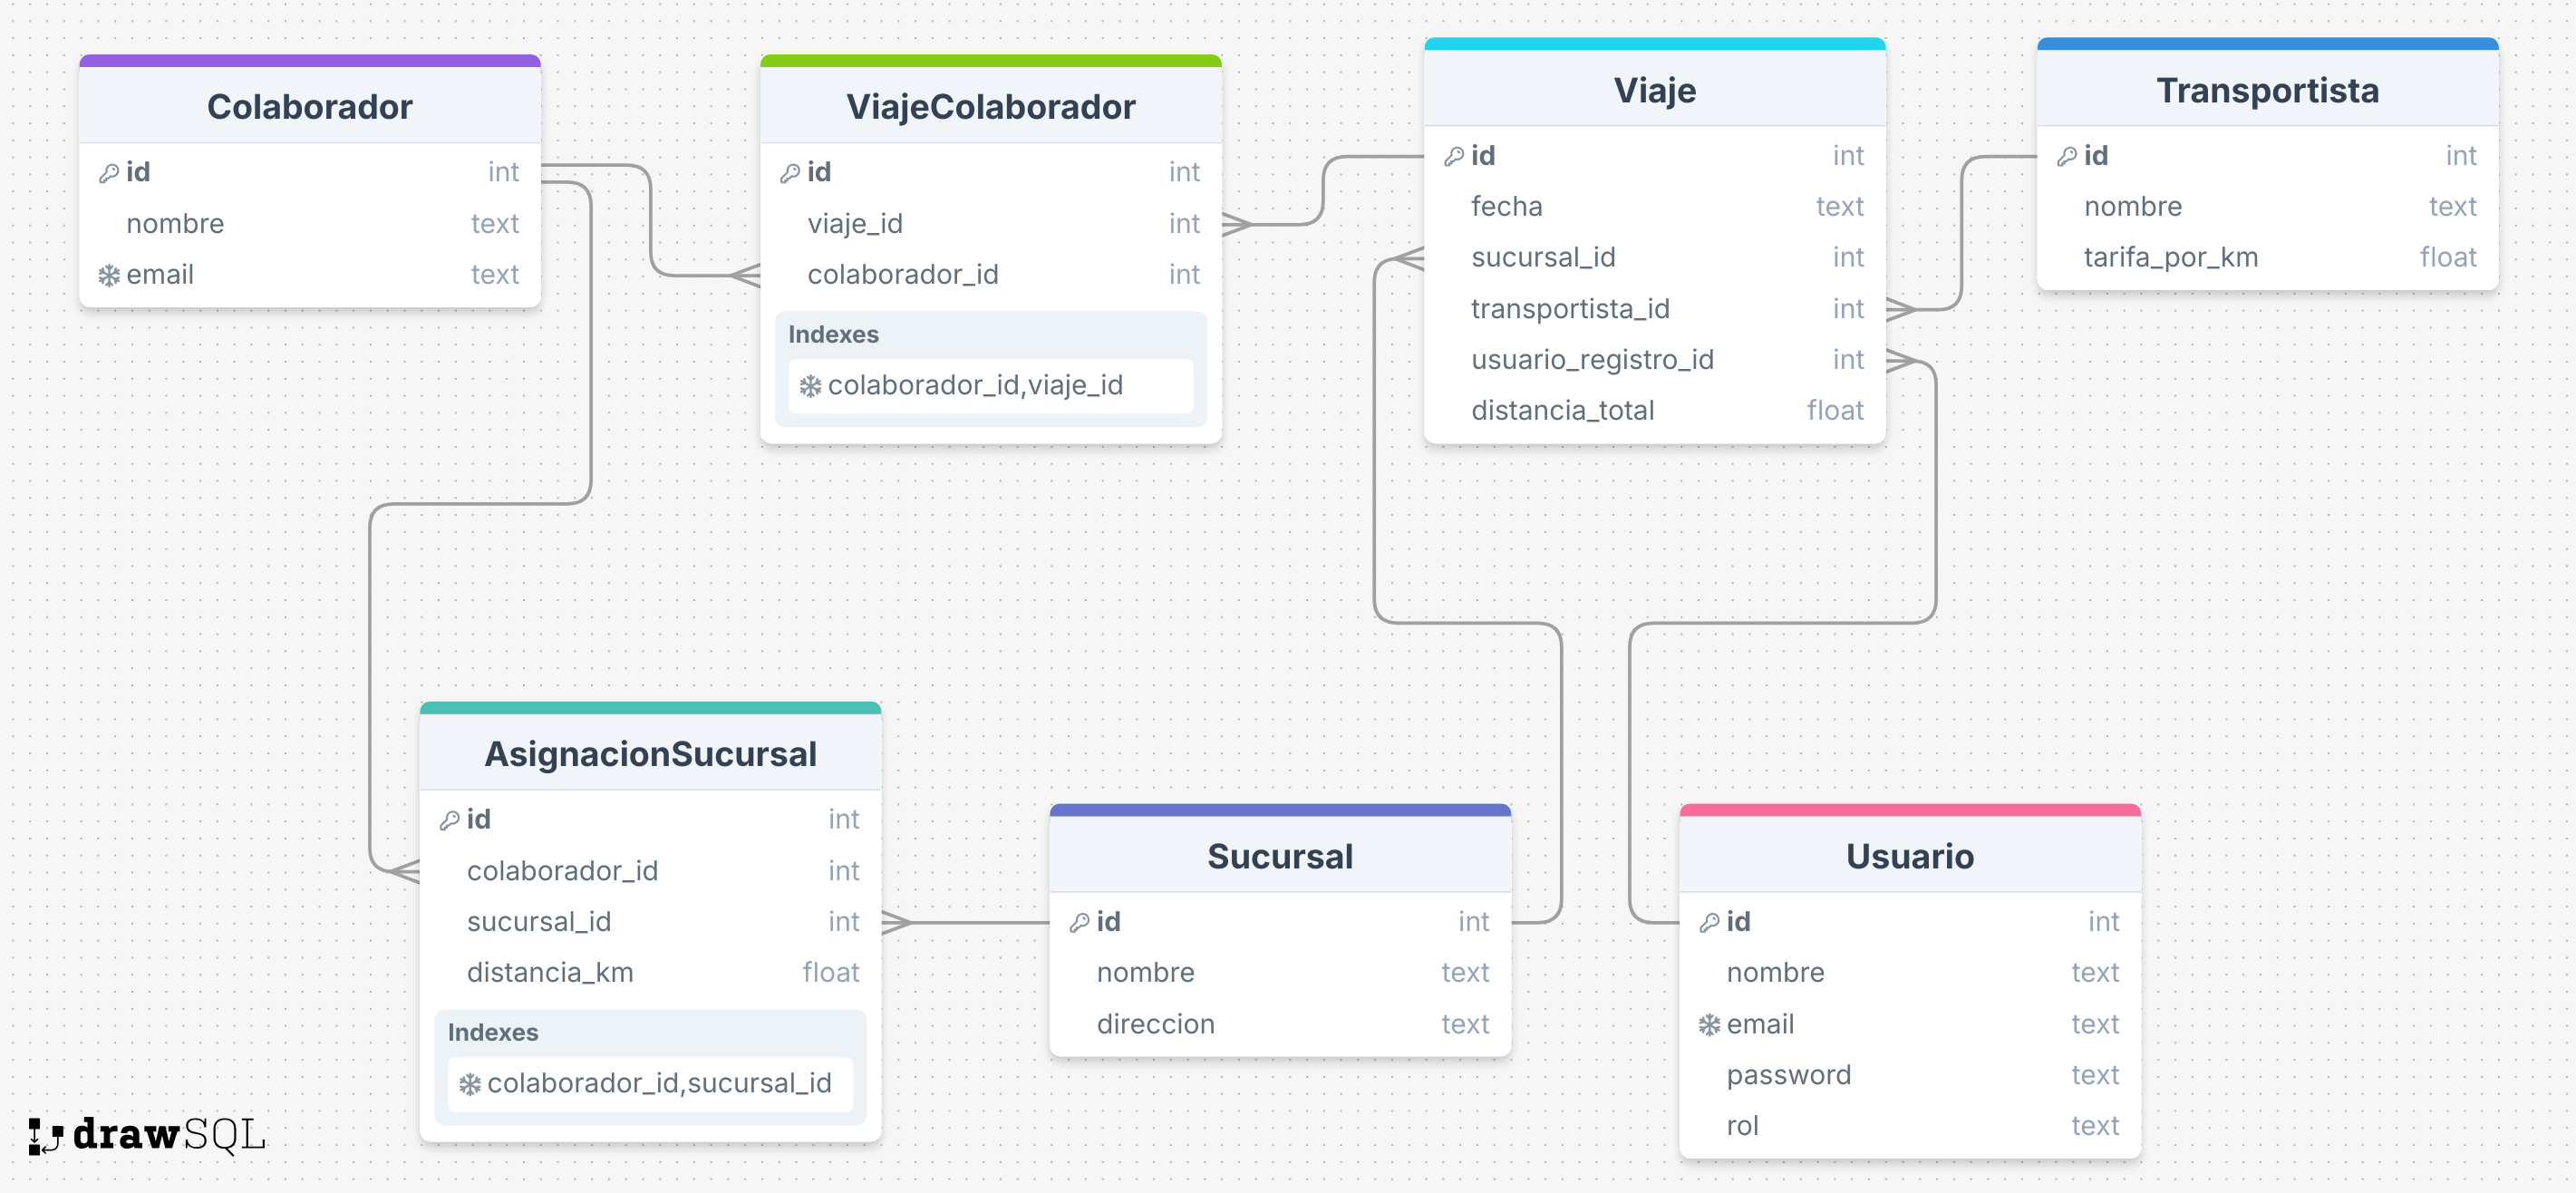 Colaborador
id int
nombre text
email text
ViajeColaborador
id int
viaje_id int
colaborador_id int
Indexes
colaborador_id,viaje_id
Viaje
id int
fecha text
sucursal_id int
transportista_id int
usuario_registro_id int
distancia_total float
Transportista
id int
nombre text
tarifa_por_km float
AsignacionSucursal
id int
colaborador_id int
sucursal_id int
distancia_km float
Indexes
colaborador_id,sucursal_id
Sucursal
id int
nombre text
direccion text
Usuario
id int
nombre text
email text
password text
rol text
drawSQL